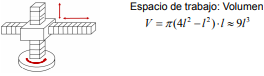 Espacio de trabajo: Volumen
V = π(4l² − l²) · l ≈ 9l³